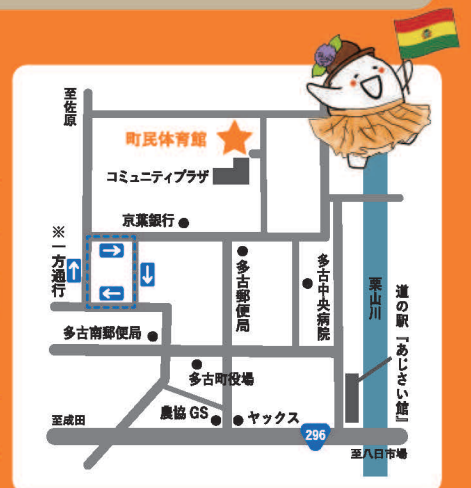 至佐原
町民体育館
コミュニティプラザ
京葉銀行
※一方通行
多古郵便局
多古中央病院
栗山川
道の駅『あじさい館』
多古南郵便局
多古町役場
農協GS
ヤックス
至成田
296
至八日市場